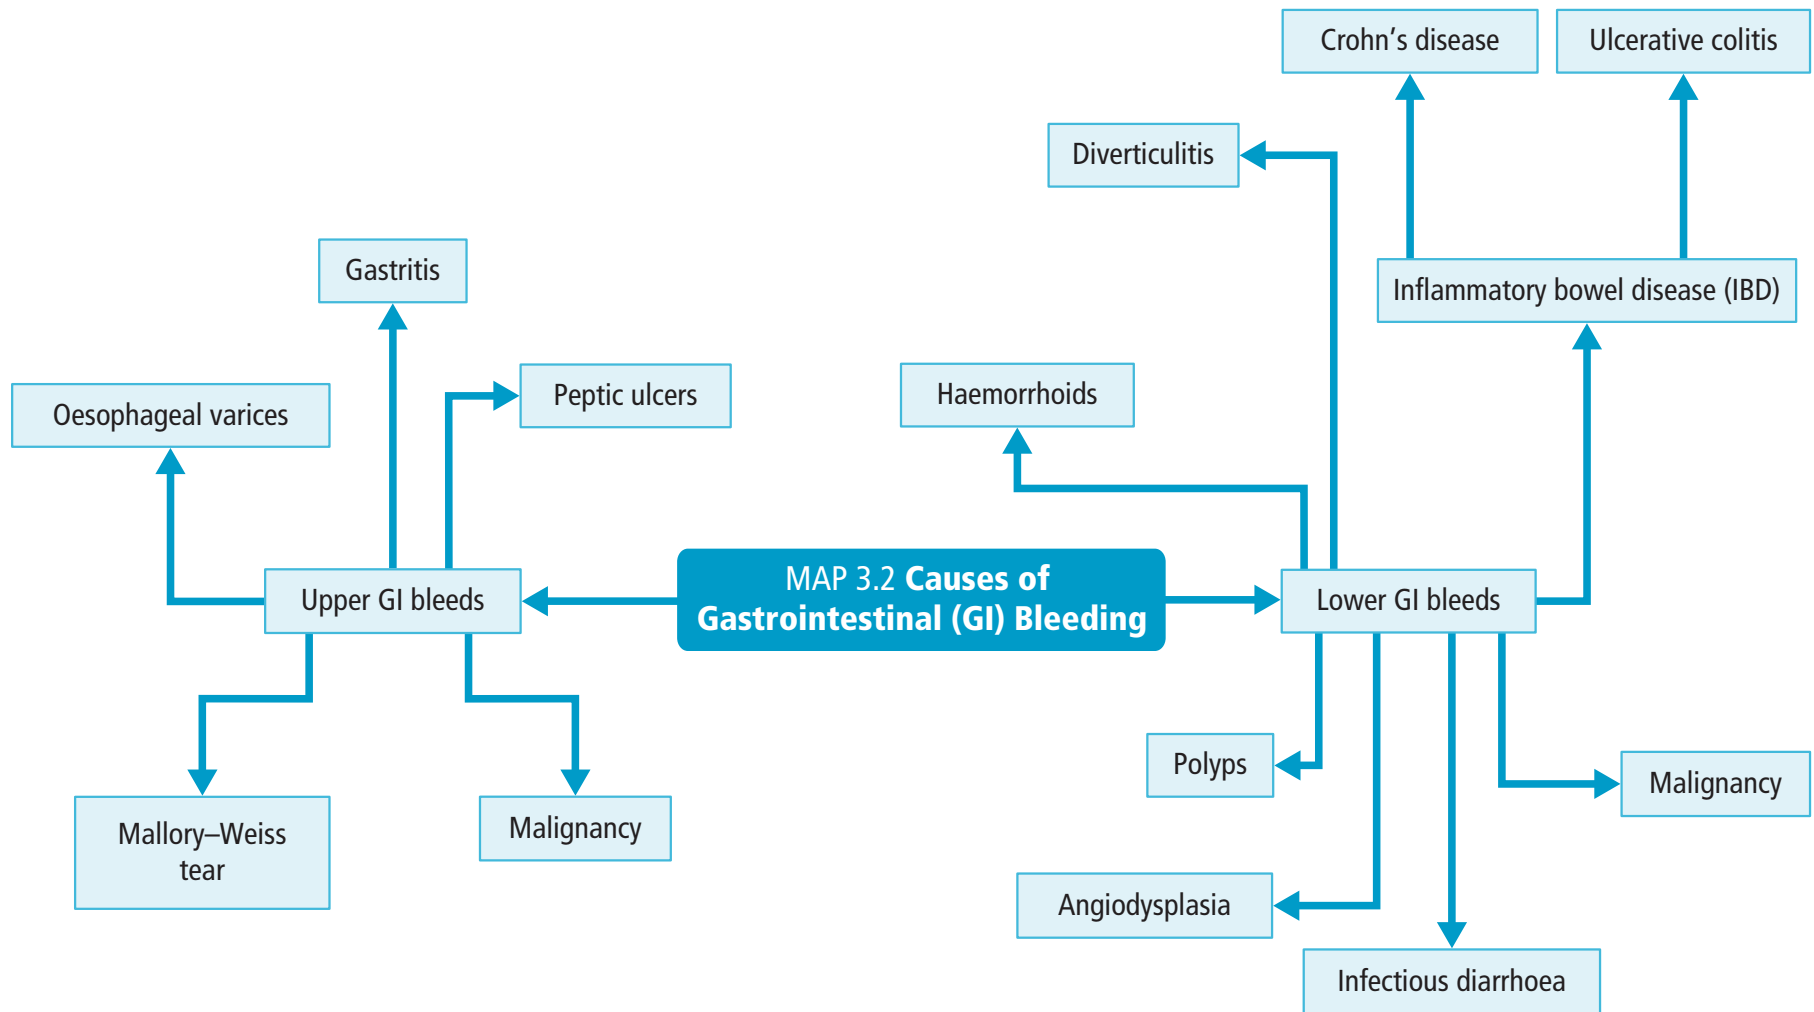 Crohn’s disease
Ulcerative colitis
Diverticulitis
Gastritis
Inflammatory bowel disease (IBD)
Peptic ulcers
Haemorrhoids
Oesophageal varices
MAP 3.2 Causes of
Gastrointestinal (GI) Bleeding
Upper GI bleeds
Lower GI bleeds
Polyps
Malignancy
Mallory–Weiss
tear
Malignancy
Angiodysplasia
Infectious diarrhoea